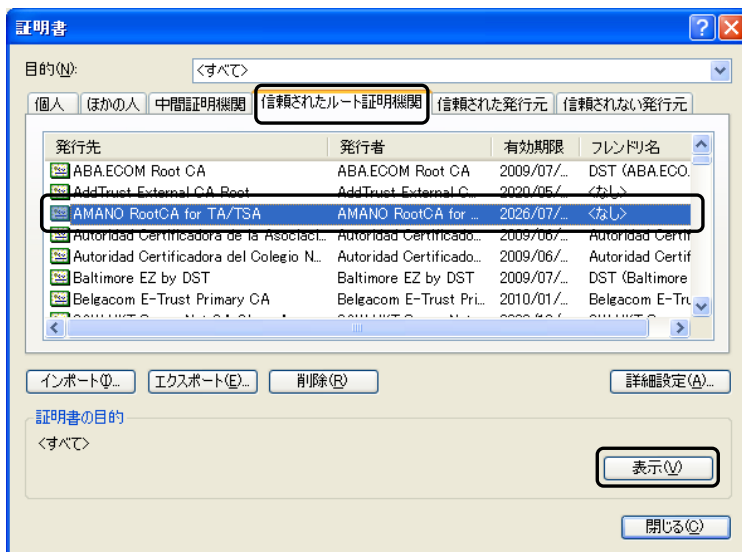 証明書
目的(N): <すべて>
個人 ほかの人 中間証明機関 信頼されたルート証明機関 信頼された発行元 信頼されない発行元
発行先 発行者 有効期限 フレンドリ名
ABA.ECOM Root CA ABA.ECOM Root CA 2009/07/... DST (ABA.ECO.
AddTrust External CA Root AddTrust External C... 2020/05/... <なし>
AMANO RootCA for TA/TSA AMANO RootCA for ... 2026/07/... <なし>
Autoridad Certificadora de la Asociaci... Autoridad Certificado... 2009/06/... Autoridad Certif
Autoridad Certificadora del Colegio N... Autoridad Certificado... 2009/06/... Autoridad Certif
Baltimore EZ by DST Baltimore EZ by DST 2009/07/... DST (Baltimore
Belgacom E-Trust Primary CA Belgacom E-Trust Pri... 2010/01/... Belgacom E-Tru
インポート(I)... エクスポート(E)... 削除(R) 詳細設定(A)...
証明書の目的
<すべて>
表示(V)
閉じる(C)